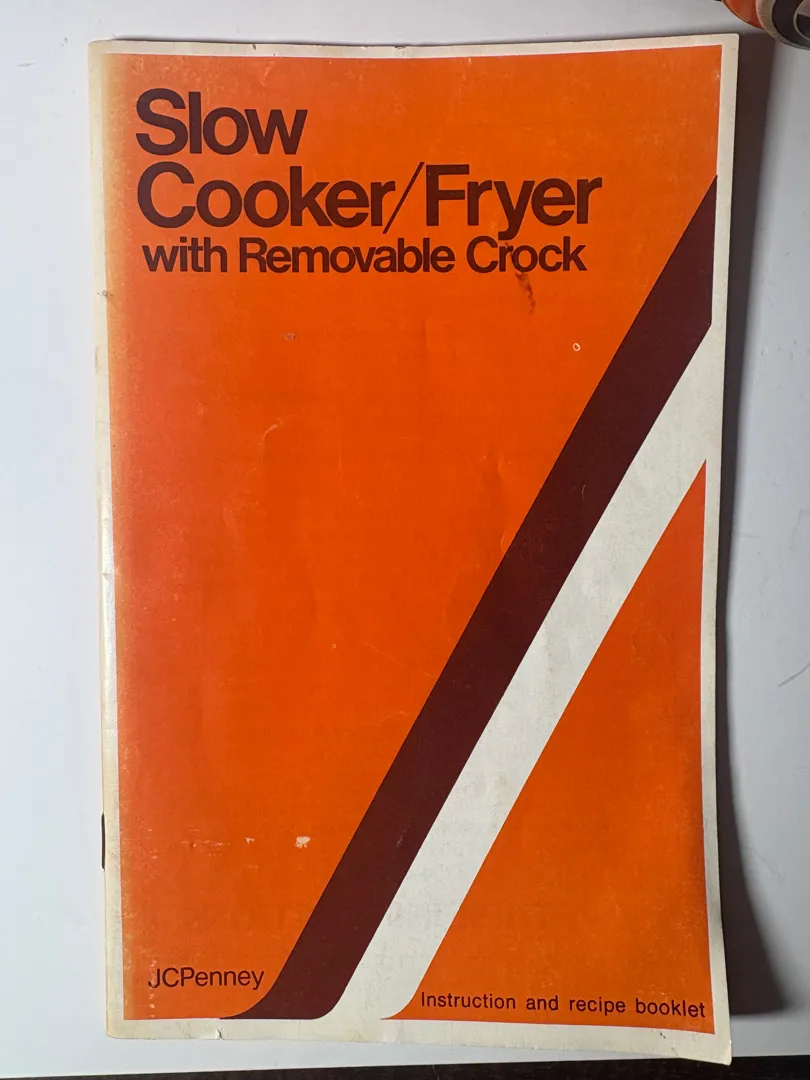 Slow
Cooker/Fryer
with Removable Crock
JCPenney
Instruction and recipe booklet